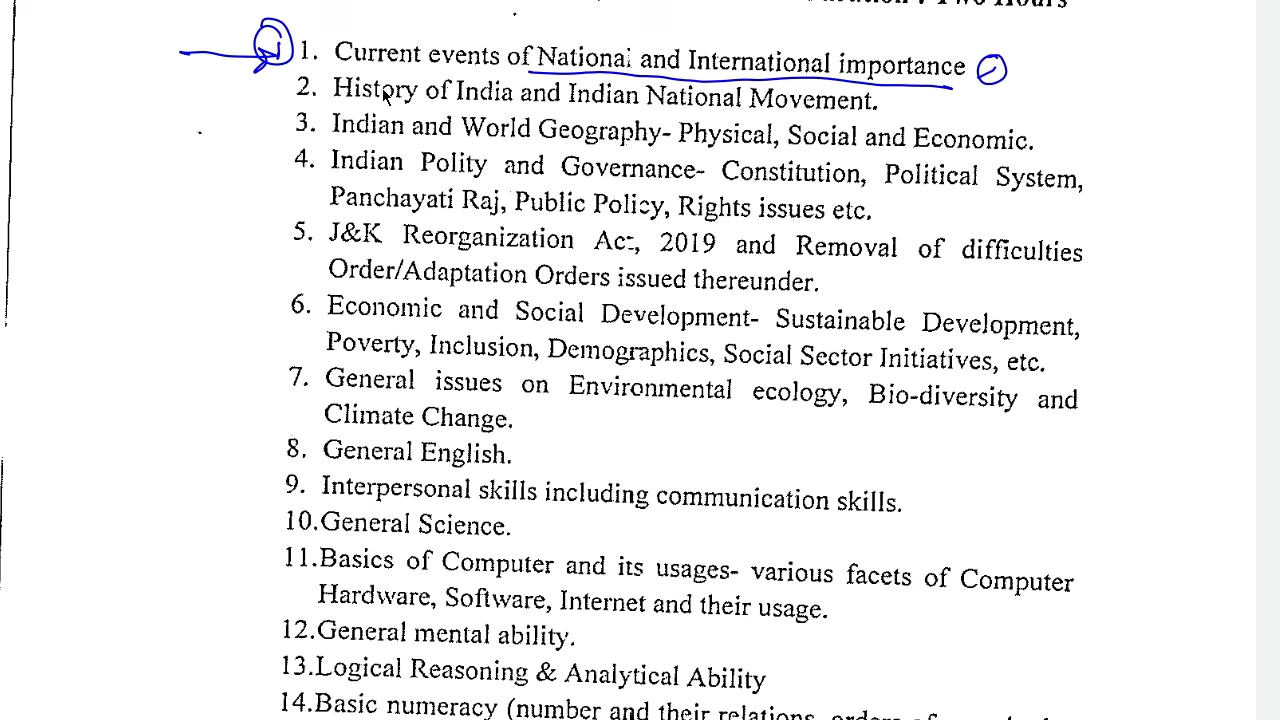 : Two Hours
1. Current events of National and International importance
2. History of India and Indian National Movement.
3. Indian and World Geography- Physical, Social and Economic.
4. Indian Polity and Governance- Constitution, Political System,
Panchayati Raj, Public Policy, Rights issues etc.
5. J&K Reorganization Act, 2019 and Removal of difficulties
Order/Adaptation Orders issued thereunder.
6. Economic and Social Development- Sustainable Development,
Poverty, Inclusion, Demographics, Social Sector Initiatives, etc.
7. General issues on Environmental ecology, Bio-diversity and
Climate Change.
8. General English.
9. Interpersonal skills including communication skills.
10.General Science.
11.Basics of Computer and its usages- various facets of Computer
Hardware, Software, Internet and their usage.
12.General mental ability.
13.Logical Reasoning & Analytical Ability
14.Basic numeracy (number and their relations, orders of